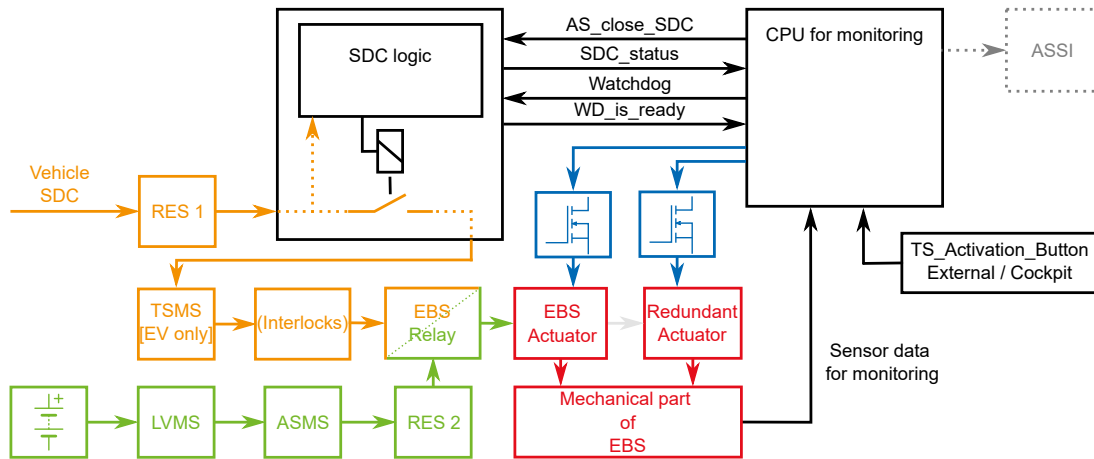 AS_close_SDC
SDC_status
Watchdog
WD_is_ready
SDC logic
CPU for monitoring
ASSI
Vehicle
SDC
RES 1
TS_Activation_Button
External / Cockpit
TSMS
[EV only]
(Interlocks)
EBS
Relay
EBS
Actuator
Redundant
Actuator
Sensor data
for monitoring
+
LVMS
ASMS
RES 2
Mechanical part
of
EBS